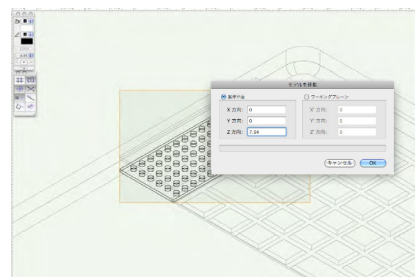 モデルを移動
基準平面
ワーキングプレーン
X 方向: 0
X' 方向: 0
Y 方向: 0
Y' 方向: 0
Z 方向: 7.94
Z' 方向: 0
キャンセル
OK